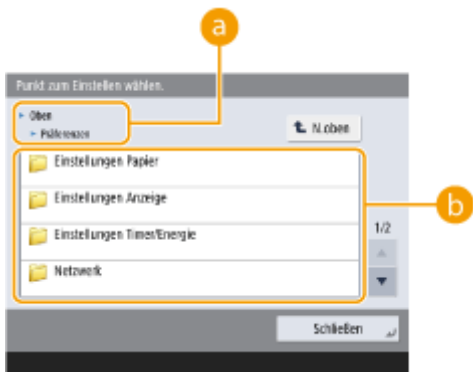 a
Punkt zum Einstellen wählen.
Oben
Präferenzen
N.oben
Einstellungen Papier
Einstellungen Anzeige
b
Einstellungen Timer/Energie
1/2
Netzwerk
Schließen